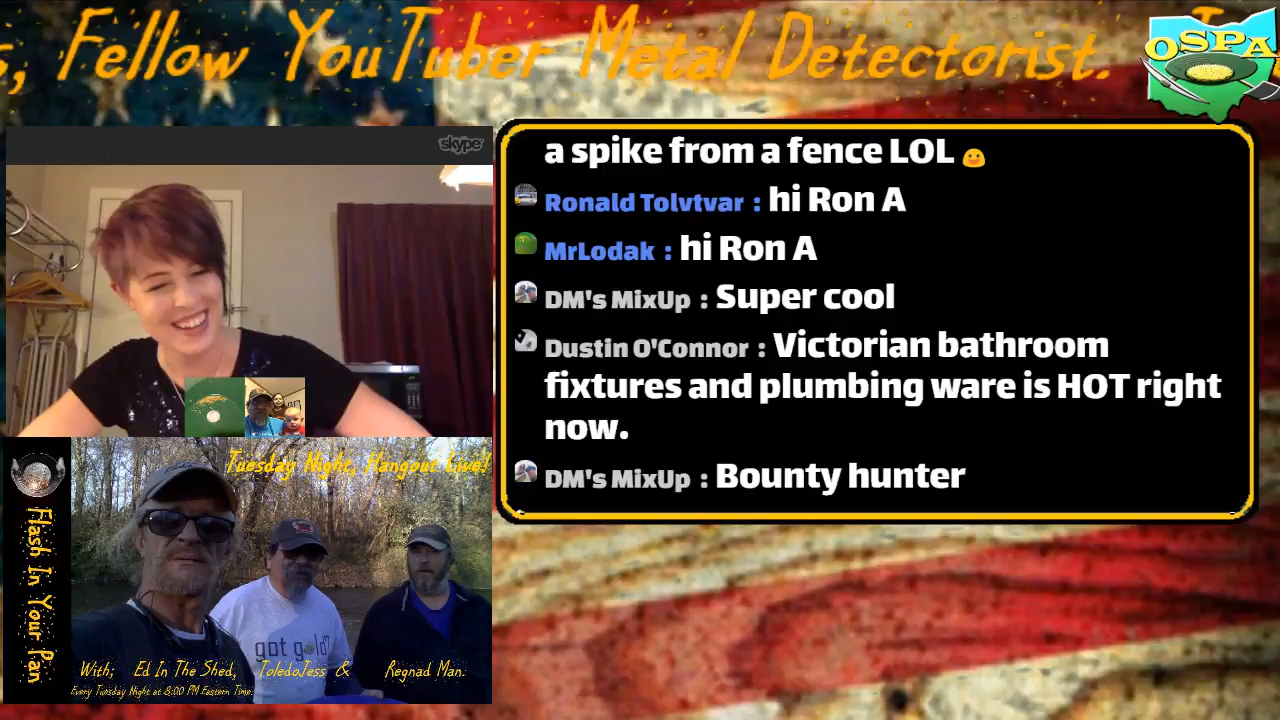 s, Fellow YouTuber Metal Detectorist.
OSPA
skype
a spike from a fence LOL
Ronald Tolvtvar : hi Ron A
MrLodak : hi Ron A
DM's MixUp : Super cool
Dustin O'Connor : Victorian bathroom
fixtures and plumbing ware is HOT right
now.
DM's MixUp : Bounty hunter
Tuesday Night, Hangout Live!
Flash In Your Pan
got gold?
With; Ed In The Shed, ToledoJess & Regnad Man.
Every Tuesday Night at 8:00 PM Eastern Time.